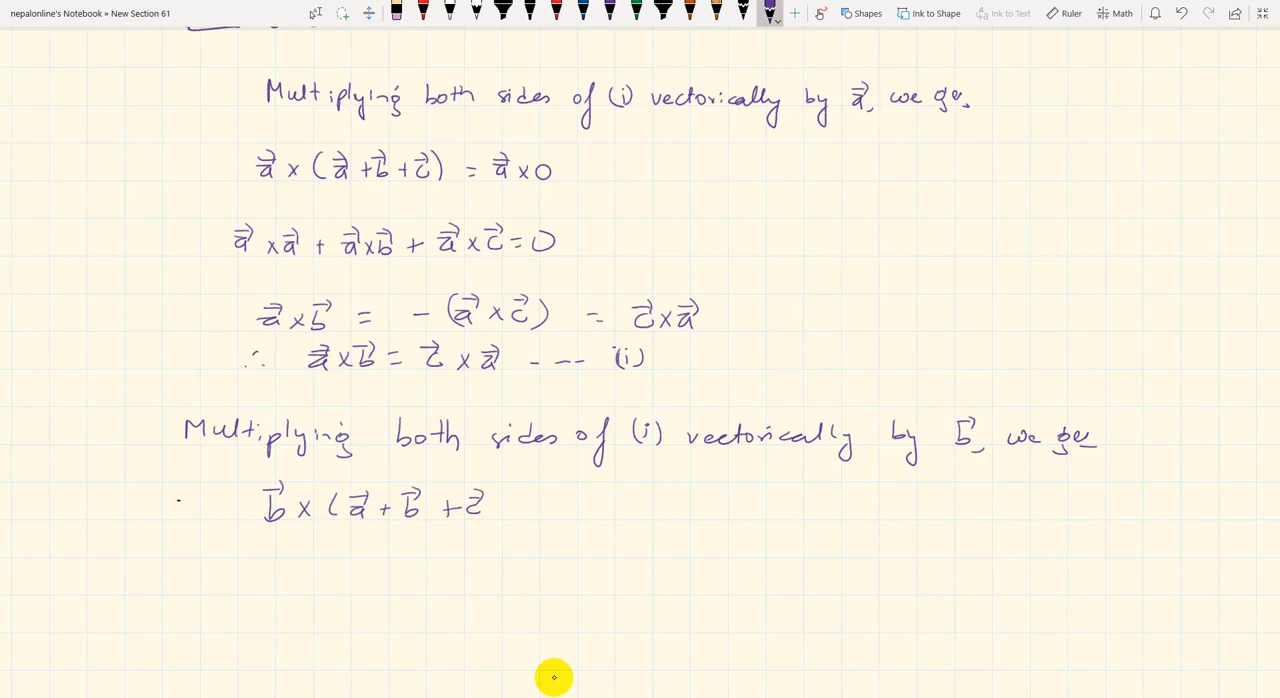 nepalonline's Notebook » New Section 61
Shapes Ink to Shape Ink to Text Ruler Math
Multiplying both sides of (i) vectorically by a⃗, we ge
a⃗ × (a⃗ + b⃗ + c⃗) = a⃗ × 0
a⃗ × a⃗ + a⃗ × b⃗ + a⃗ × c⃗ = 0
a⃗ × b⃗ = - (a⃗ × c⃗) = c⃗ × a⃗
∴ a⃗ × b⃗ = c⃗ × a⃗ - -- -- (i)
Multiplying both sides of (i) vectorically by b⃗, we ge
b⃗ × (a⃗ + b⃗ + c⃗